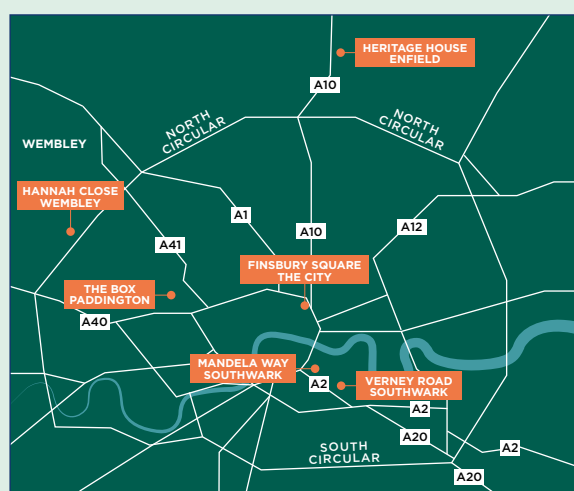 HERITAGE HOUSE
ENFIELD
A10
NORTH
CIRCULAR
NORTH
CIRCULAR
WEMBLEY
HANNAH CLOSE
WEMBLEY
A1
A10
A12
A41
FINSBURY SQUARE
THE CITY
THE BOX
PADDINGTON
A40
MANDELA WAY
SOUTHWARK
A2
VERNEY ROAD
SOUTHWARK
A2
A20
A2
SOUTH
CIRCULAR
A20